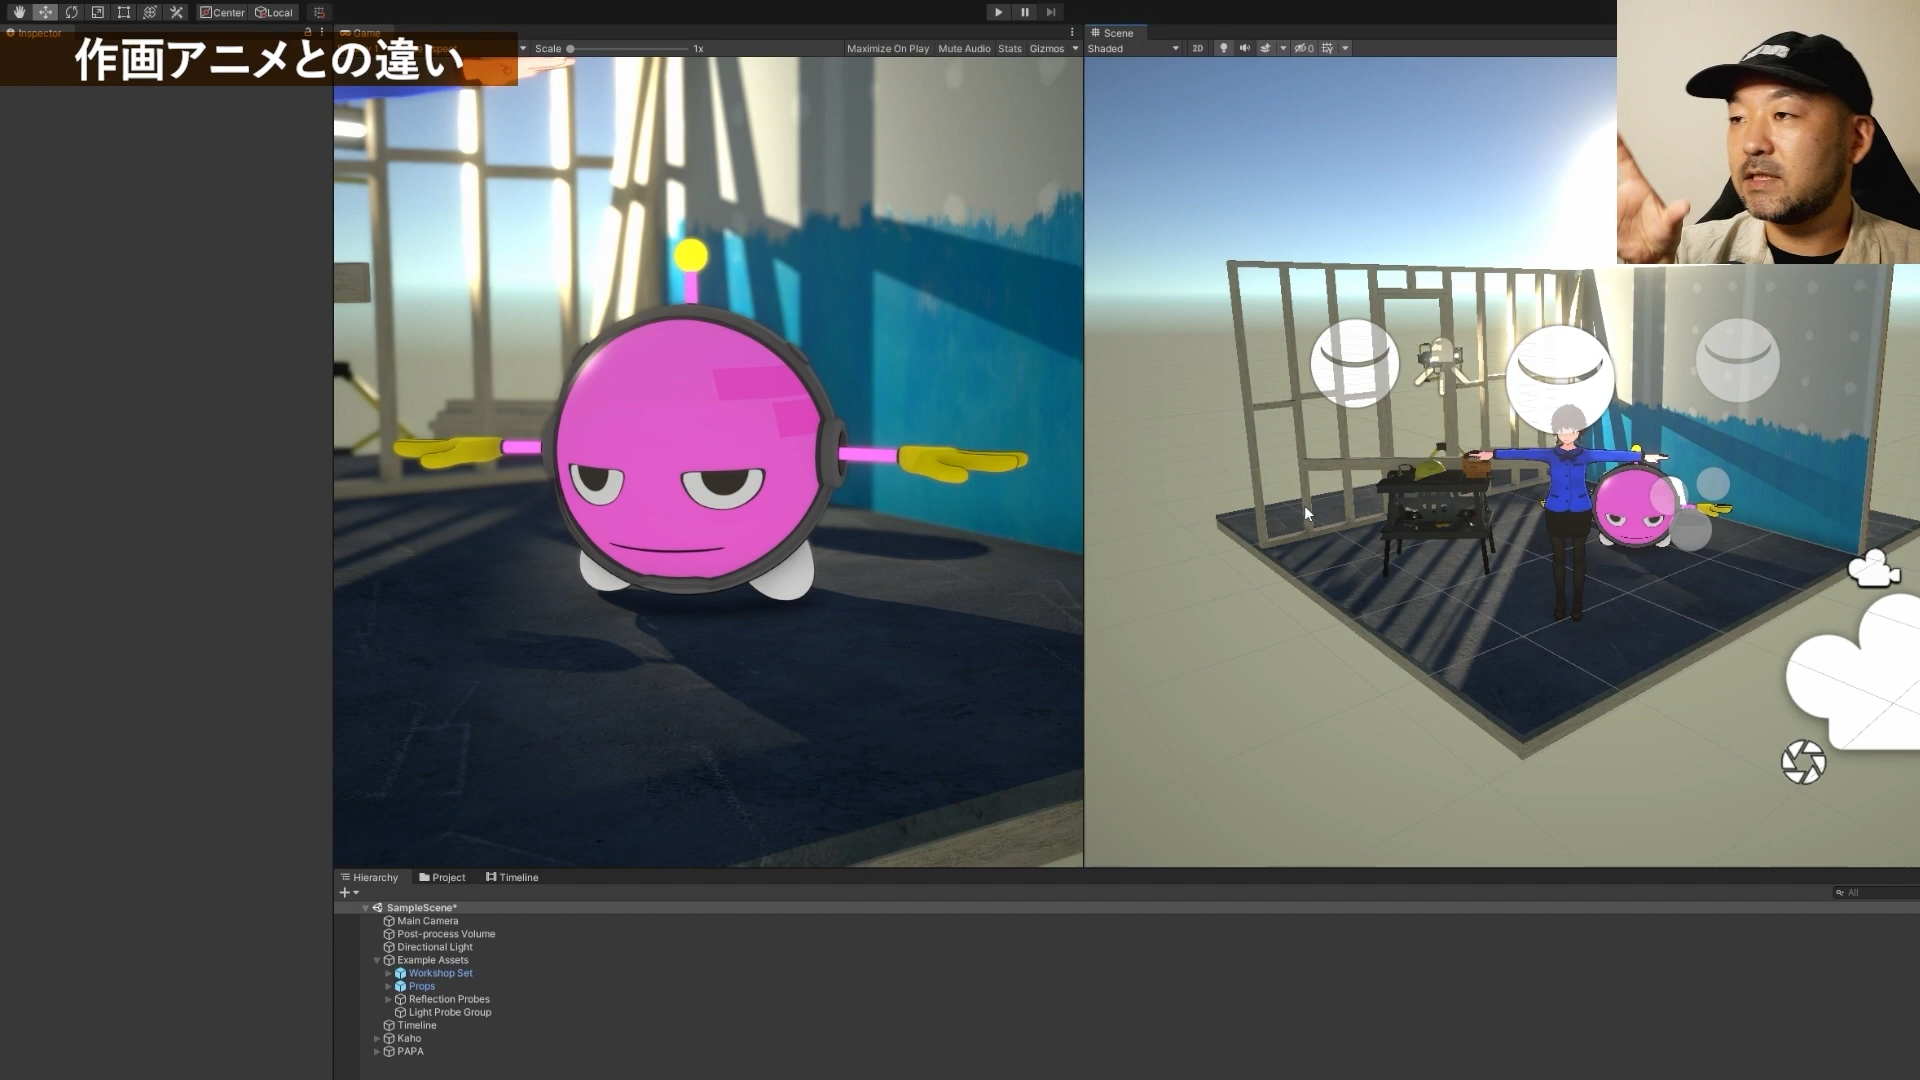 Center
Local
Inspector
Game
Scene
Scale
1x
Maximize On Play
Mute Audio
Stats
Gizmos
Shaded
2D
0
作画アニメとの違い
Hierarchy
Project
Timeline
All
SampleScene*
Main Camera
Post-process Volume
Directional Light
Example Assets
Workshop Set
Props
Reflection Probes
Light Probe Group
Timeline
Kaho
PAPA